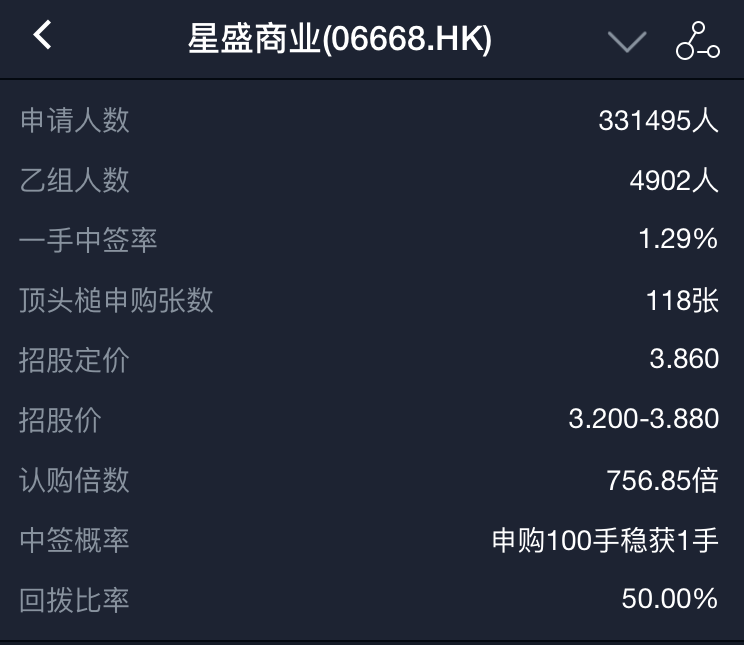 星盛商业(06668.HK)
申请人数 331495人
乙组人数 4902人
一手中签率 1.29%
顶头槌申购张数 118张
招股定价 3.860
招股价 3.200-3.880
认购倍数 756.85倍
中签概率 申购100手稳获1手
回拨比率 50.00%